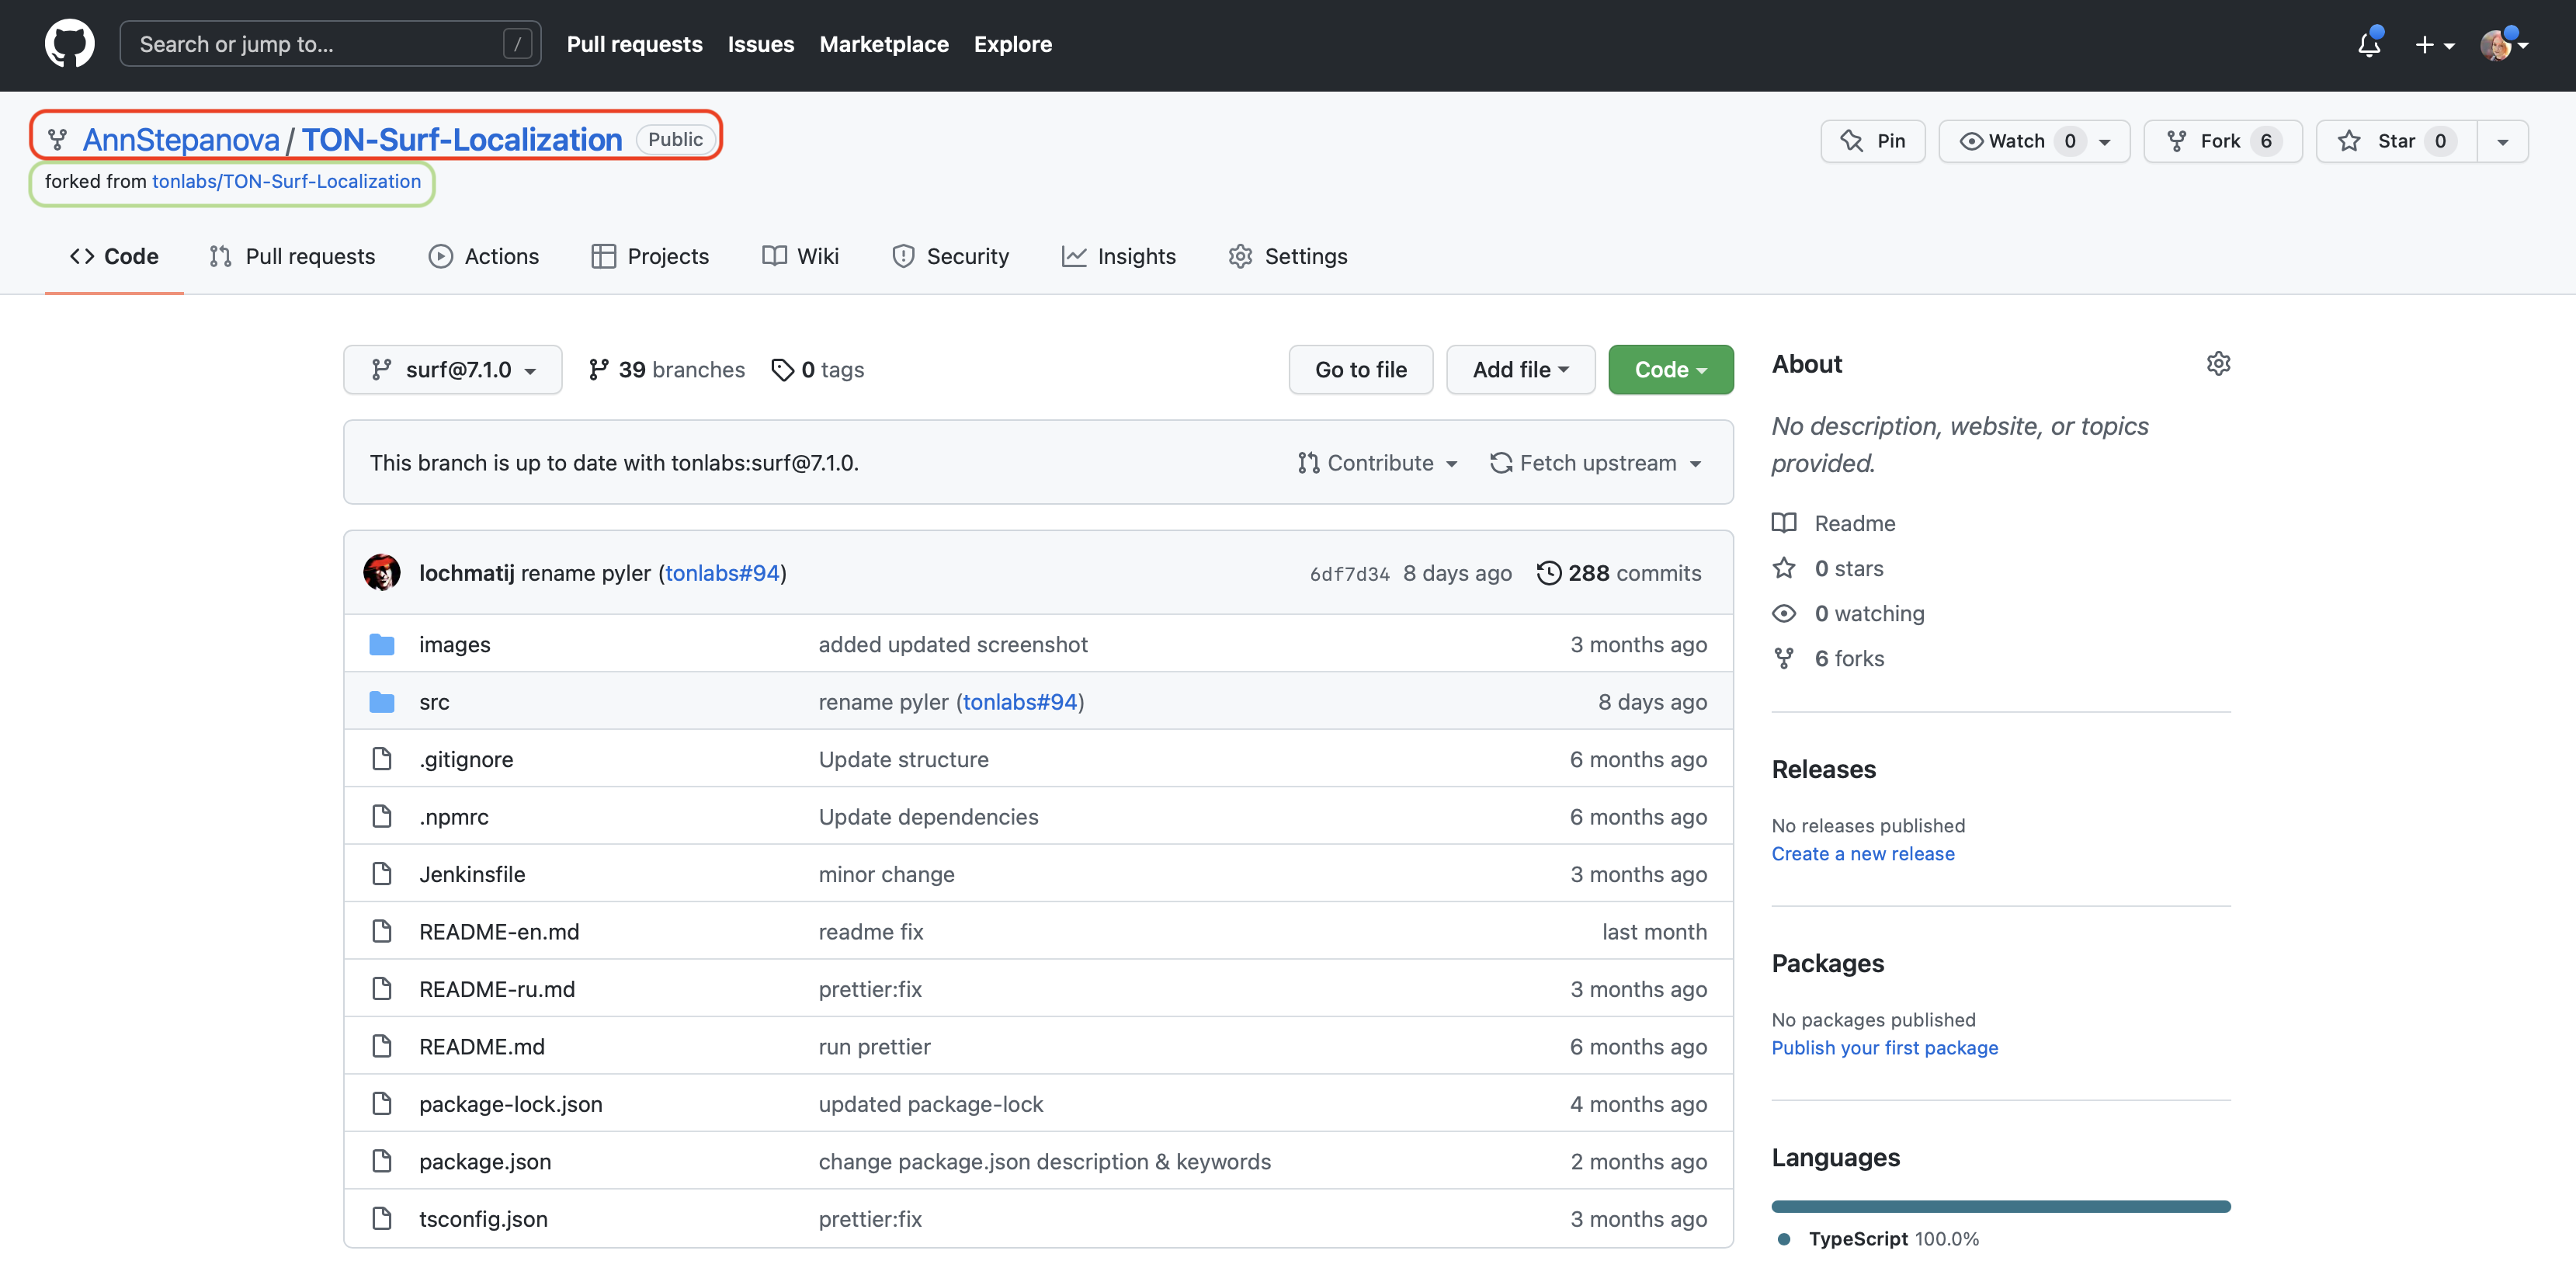 Search or jump to... / Pull requests Issues Marketplace Explore
AnnStepanova / TON-Surf-Localization Public
forked from tonlabs/TON-Surf-Localization
Pin Watch 0 Fork 6 Star 0
Code Pull requests Actions Projects Wiki Security Insights Settings
surf@7.1.0 39 branches 0 tags Go to file Add file Code
This branch is up to date with tonlabs:surf@7.1.0. Contribute Fetch upstream
lochmatij rename pyler (tonlabs#94) 6df7d34 8 days ago 288 commits
images added updated screenshot 3 months ago
src rename pyler (tonlabs#94) 8 days ago
.gitignore Update structure 6 months ago
.npmrc Update dependencies 6 months ago
Jenkinsfile minor change 3 months ago
README-en.md readme fix last month
README-ru.md prettier:fix 3 months ago
README.md run prettier 6 months ago
package-lock.json updated package-lock 4 months ago
package.json change package.json description & keywords 2 months ago
tsconfig.json prettier:fix 3 months ago
About
No description, website, or topics
provided.
Readme
0 stars
0 watching
6 forks
Releases
No releases published
Create a new release
Packages
No packages published
Publish your first package
Languages
TypeScript 100.0%